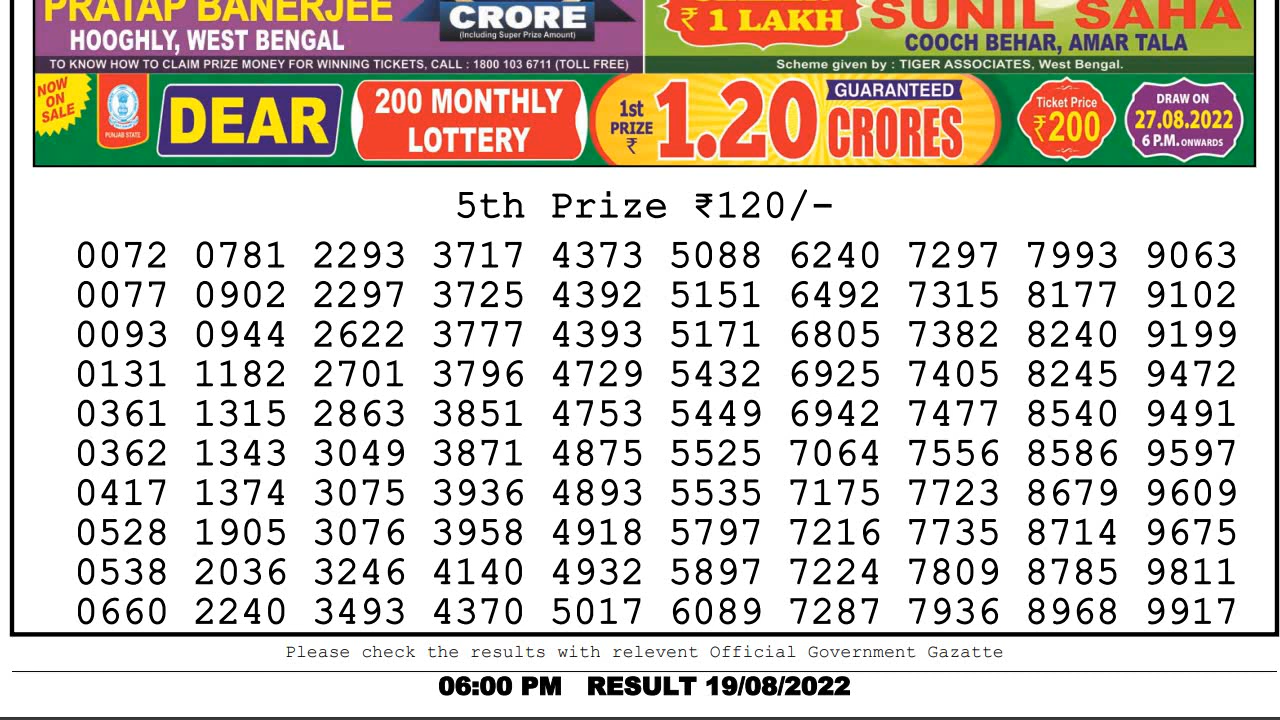 PRATAP BANERJEE
HOOGHLY, WEST BENGAL
CRORE
(Including Super Prize Amount)
TO KNOW HOW TO CLAIM PRIZE MONEY FOR WINNING TICKETS, CALL : 1800 103 6711 (TOLL FREE)
₹ 1 LAKH
SUNIL SAHA
COOCH BEHAR, AMAR TALA
Scheme given by : TIGER ASSOCIATES, West Bengal.
NOW
ON
SALE
PUNJAB STATE
DEAR
200 MONTHLY
LOTTERY
1st
PRIZE
₹
1.20
GUARANTEED
CRORES
Ticket Price
₹200
DRAW ON
27.08.2022
6 P.M. ONWARDS
5th Prize ₹120/-
0072 0781 2293 3717 4373 5088 6240 7297 7993 9063
0077 0902 2297 3725 4392 5151 6492 7315 8177 9102
0093 0944 2622 3777 4393 5171 6805 7382 8240 9199
0131 1182 2701 3796 4729 5432 6925 7405 8245 9472
0361 1315 2863 3851 4753 5449 6942 7477 8540 9491
0362 1343 3049 3871 4875 5525 7064 7556 8586 9597
0417 1374 3075 3936 4893 5535 7175 7723 8679 9609
0528 1905 3076 3958 4918 5797 7216 7735 8714 9675
0538 2036 3246 4140 4932 5897 7224 7809 8785 9811
0660 2240 3493 4370 5017 6089 7287 7936 8968 9917
Please check the results with relevent Official Government Gazatte
06:00 PM RESULT 19/08/2022